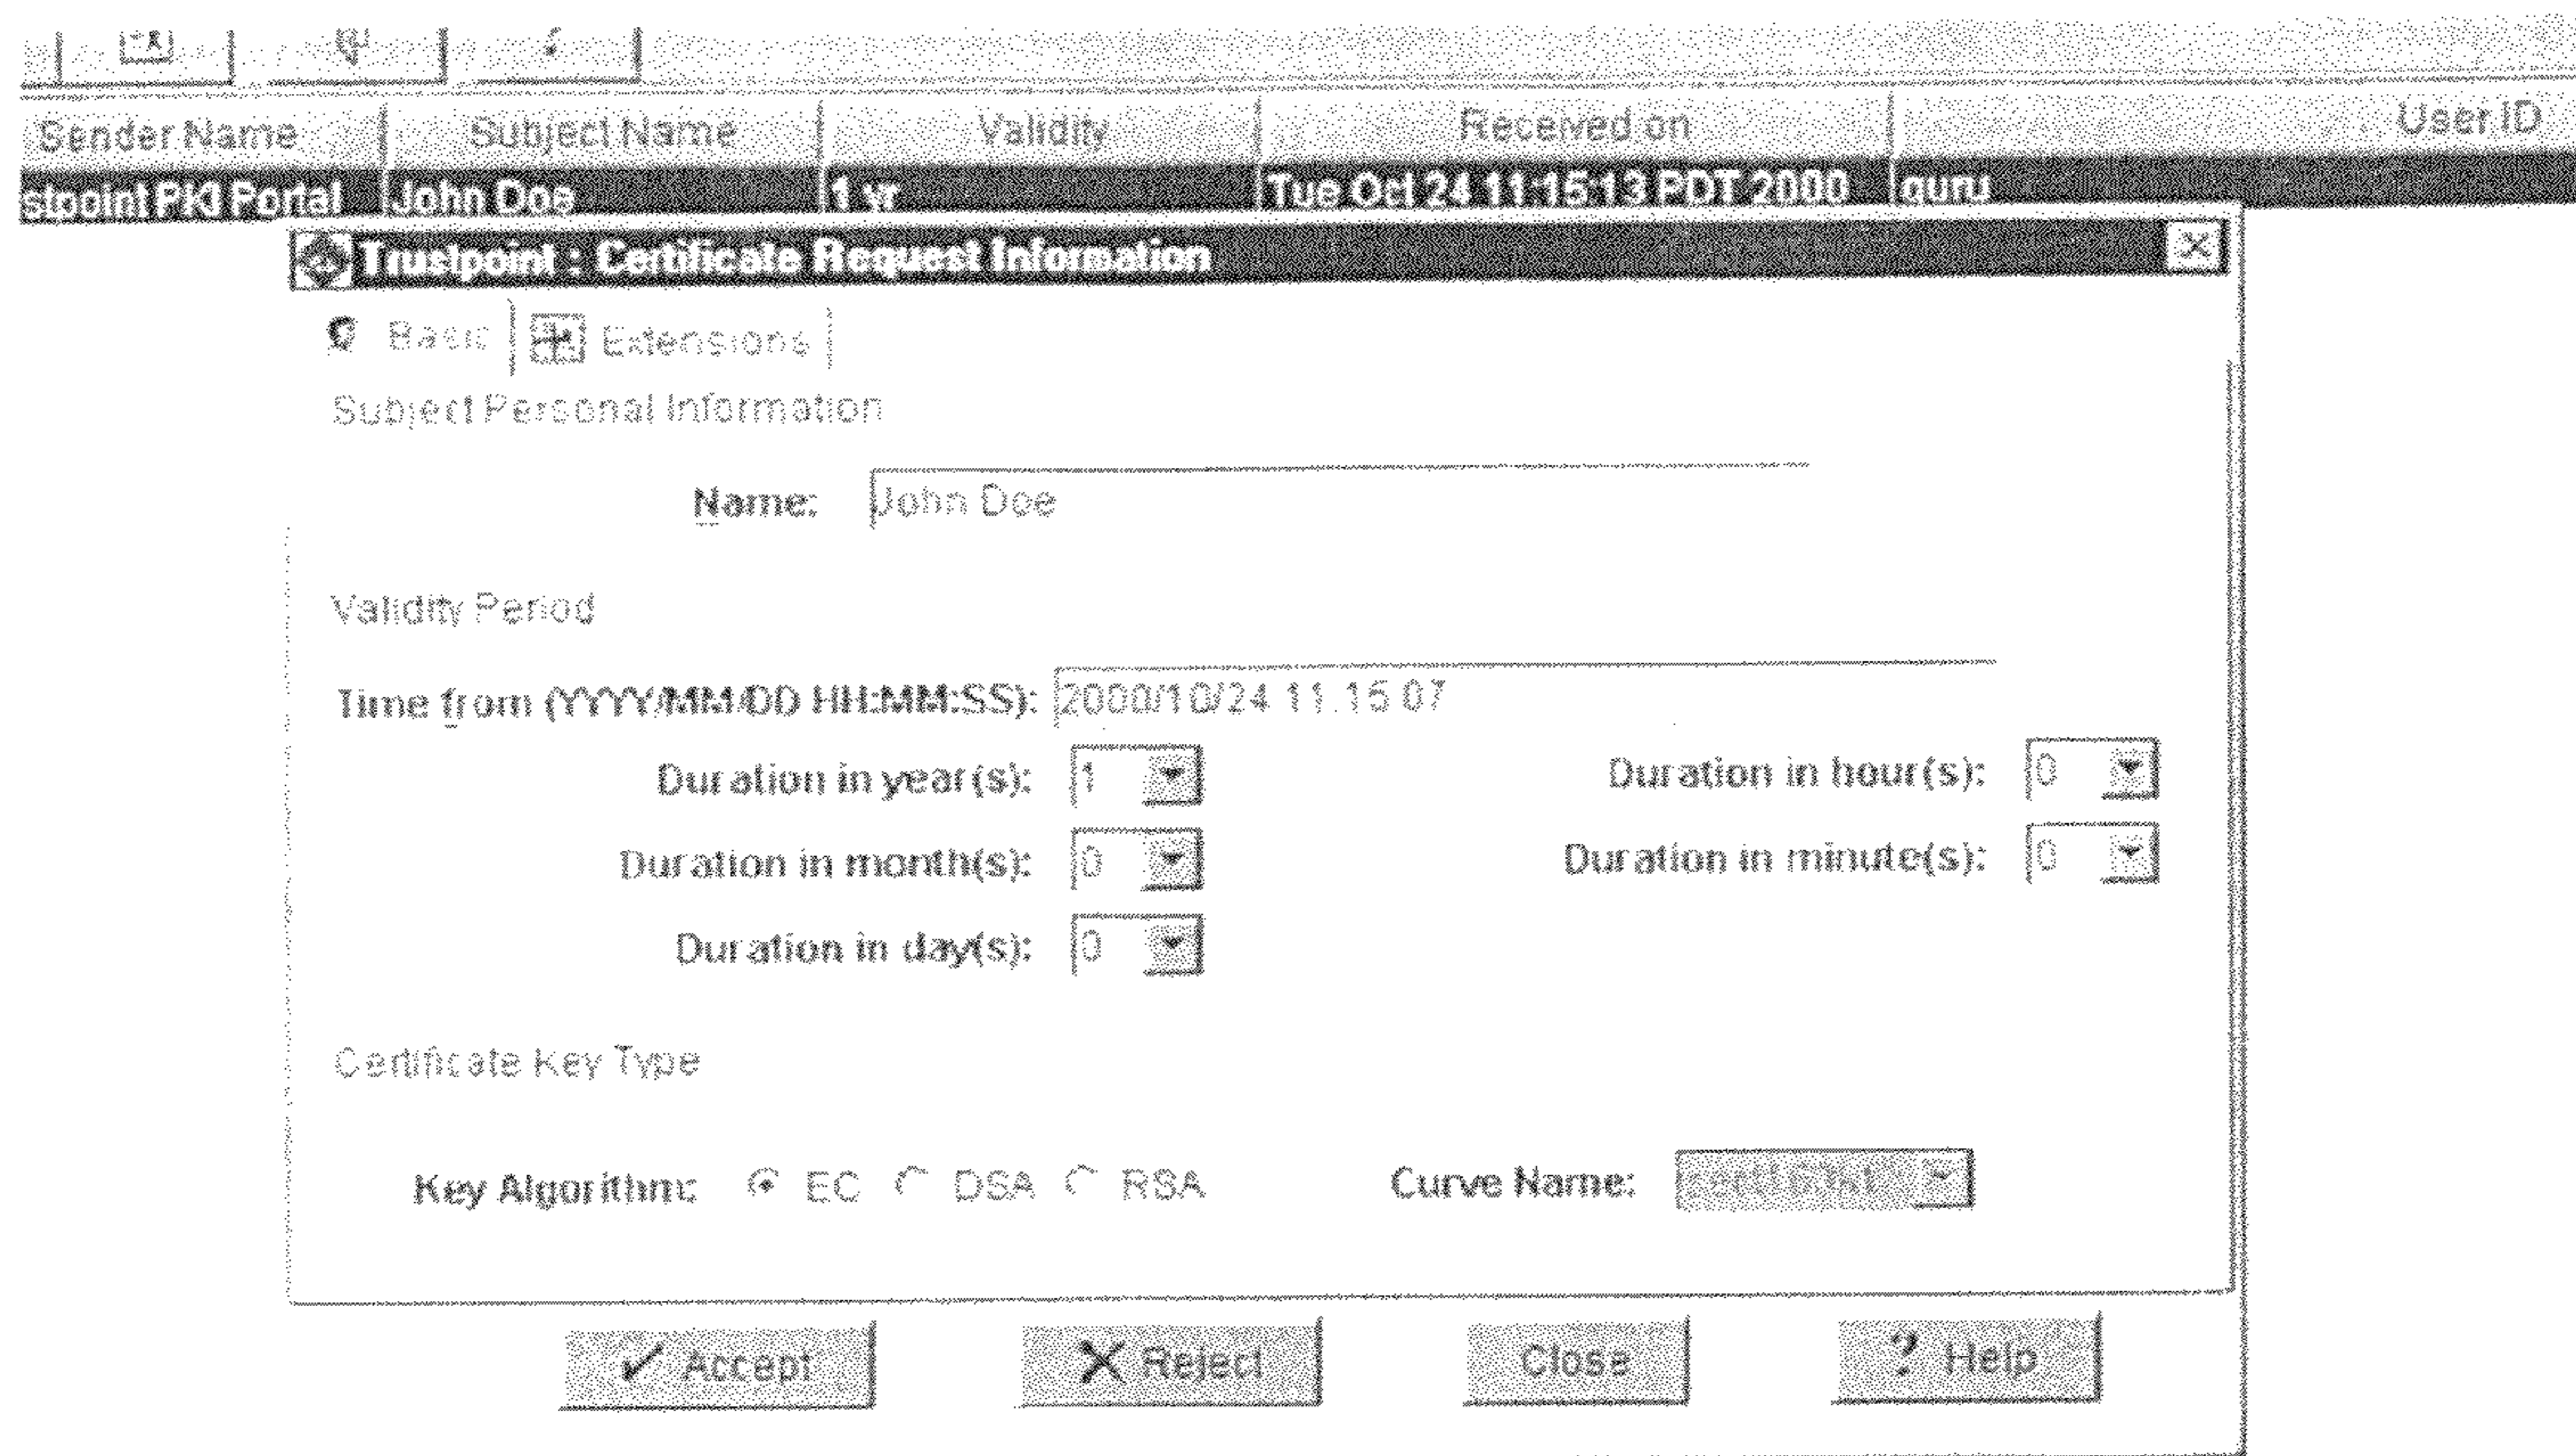 Sender Name Subject Name Validity Received on User ID
stpoint PKI Portal John Doe 1 yr Tue Oct 24 11:15:13 PDT 2000 guru
Trustpoint : Certificate Request Information
Basic Extensions
Subject Personal Information
Name: John Doe
Validity Period
Time from (YYYY/MM/DD HH:MM:SS): 2000/10/24 11:15:07
Duration in year(s): 1 Duration in hour(s): 0
Duration in month(s): 0 Duration in minute(s): 0
Duration in day(s): 0
Certificate Key Type
Key Algorithm: EC DSA RSA Curve Name:
Accept Reject Close ? Help